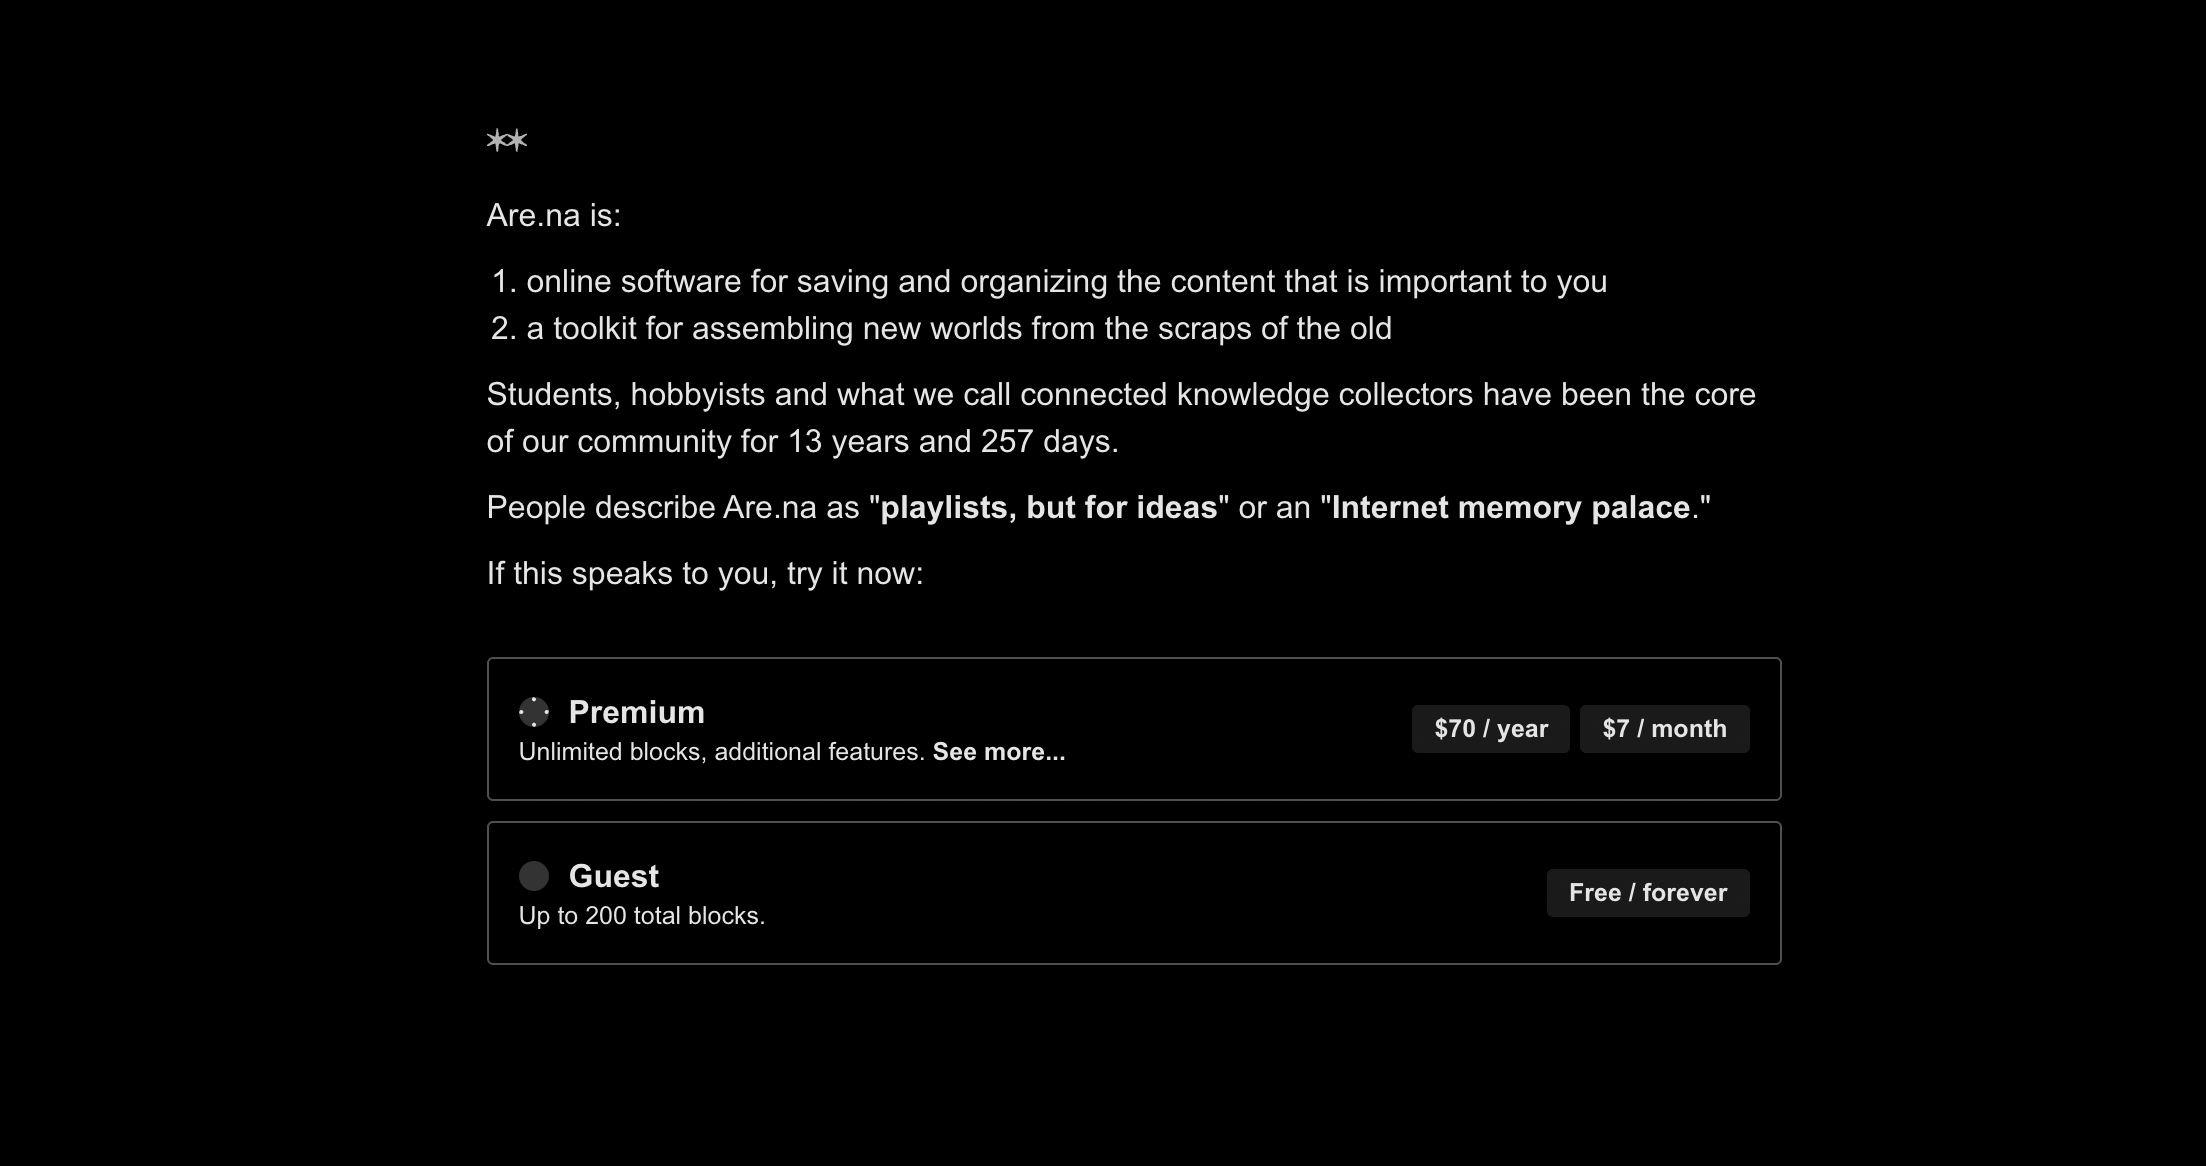 Are.na is:
1. online software for saving and organizing the content that is important to you
2. a toolkit for assembling new worlds from the scraps of the old
Students, hobbyists and what we call connected knowledge collectors have been the core
of our community for 13 years and 257 days.
People describe Are.na as "playlists, but for ideas" or an "Internet memory palace."
If this speaks to you, try it now:
Premium
Unlimited blocks, additional features. See more...
$70 / year
$7 / month
Guest
Up to 200 total blocks.
Free / forever